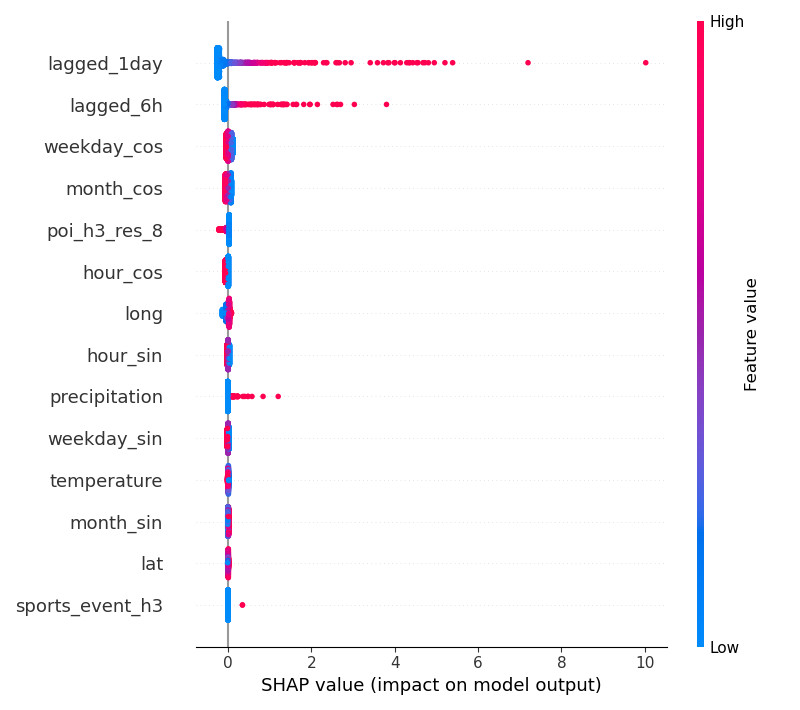 High
lagged_1day
lagged_6h
weekday_cos
month_cos
poi_h3_res_8
hour_cos
long
hour_sin
precipitation
weekday_sin
temperature
month_sin
lat
sports_event_h3
Feature value
Low
0 2 4 6 8 10
SHAP value (impact on model output)